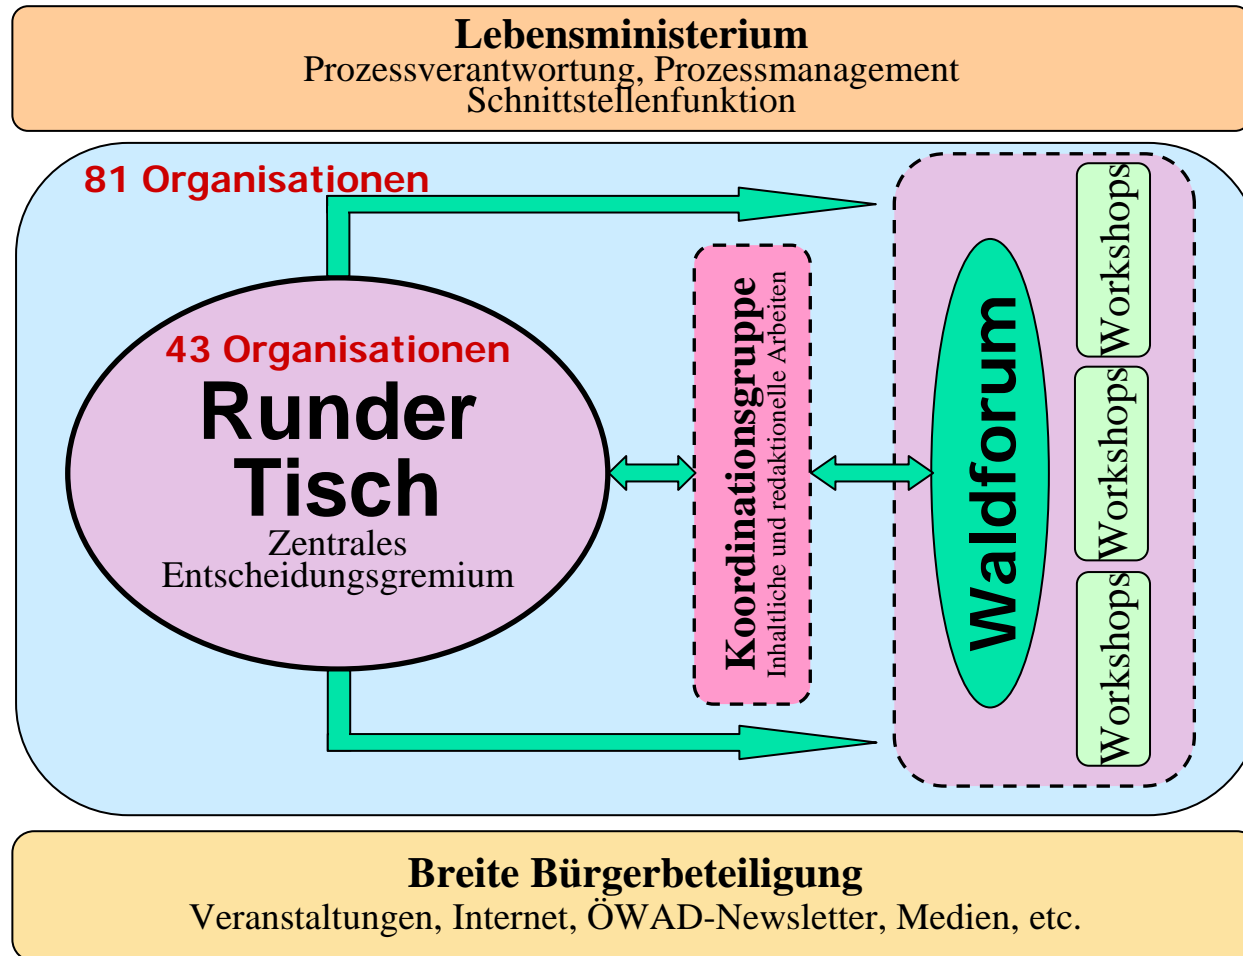 Lebensministerium
Prozessverantwortung, Prozessmanagement
Schnittstellenfunktion
81 Organisationen
43 Organisationen
Runder
Tisch
Zentrales
Entscheidungsgremium
Koordinationsgruppe
Inhaltliche und redaktionelle Arbeiten
Waldforum
Workshops
Workshops
Workshops
Breite Bürgerbeteiligung
Veranstaltungen, Internet, ÖWAD-Newsletter, Medien, etc.